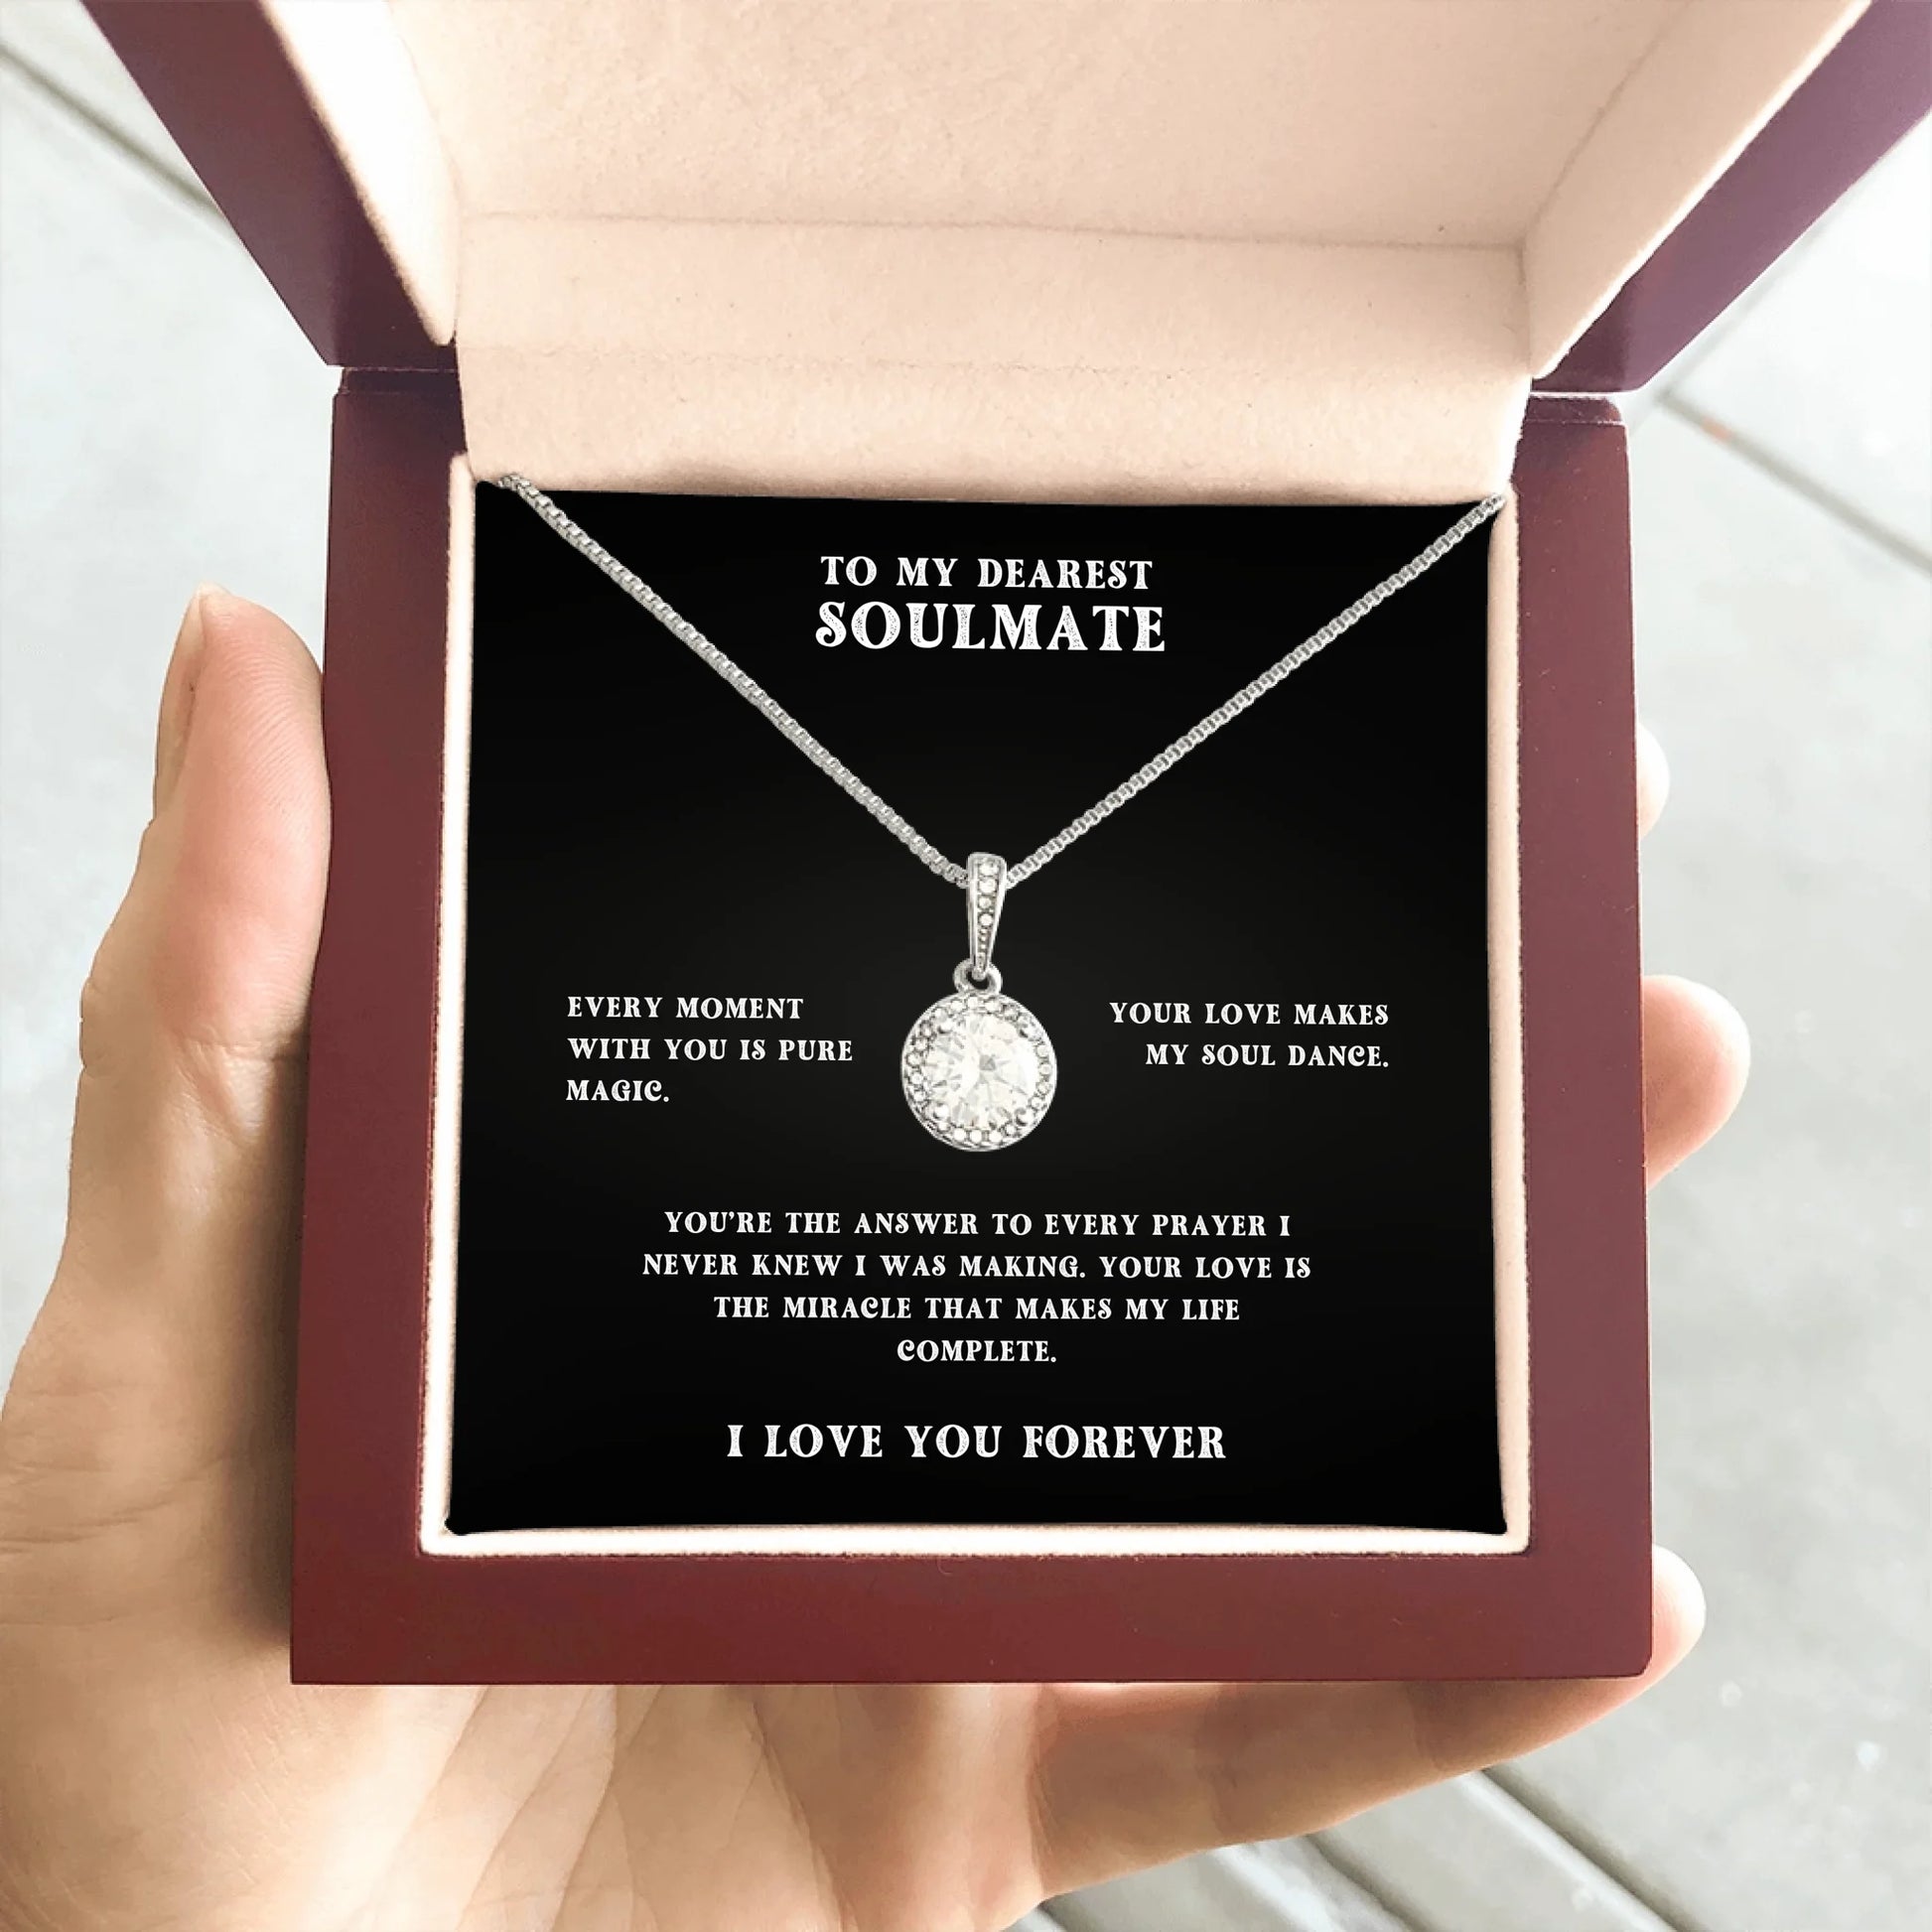 TO MY DEAREST
SOULMATE
EVERY MOMENT
WITH YOU IS PURE
MAGIC.
YOUR LOVE MAKES
MY SOUL DANCE.
YOU'RE THE ANSWER TO EVERY PRAYER I
NEVER KNEW I WAS MAKING. YOUR LOVE IS
THE MIRACLE THAT MAKES MY LIFE
COMPLETE.
I LOVE YOU FOREVER